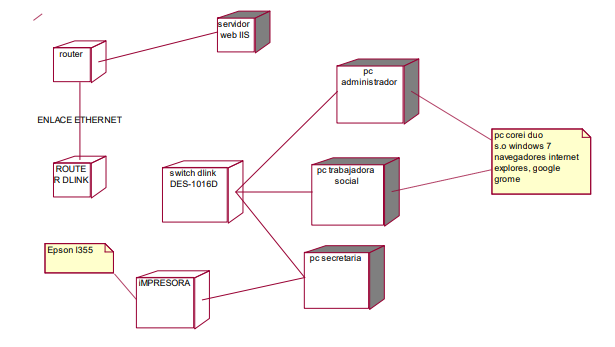 servidor
web IIS
router
pc
administrador
ENLACE ETHERNET
pc corei duo
s.o windows 7
navegadores internet
explores, google
grome
ROUTE
R DLINK
switch dlink
DES-1016D
pc trabajadora
social
Epson l355
pc secretaria
iMPRESORA